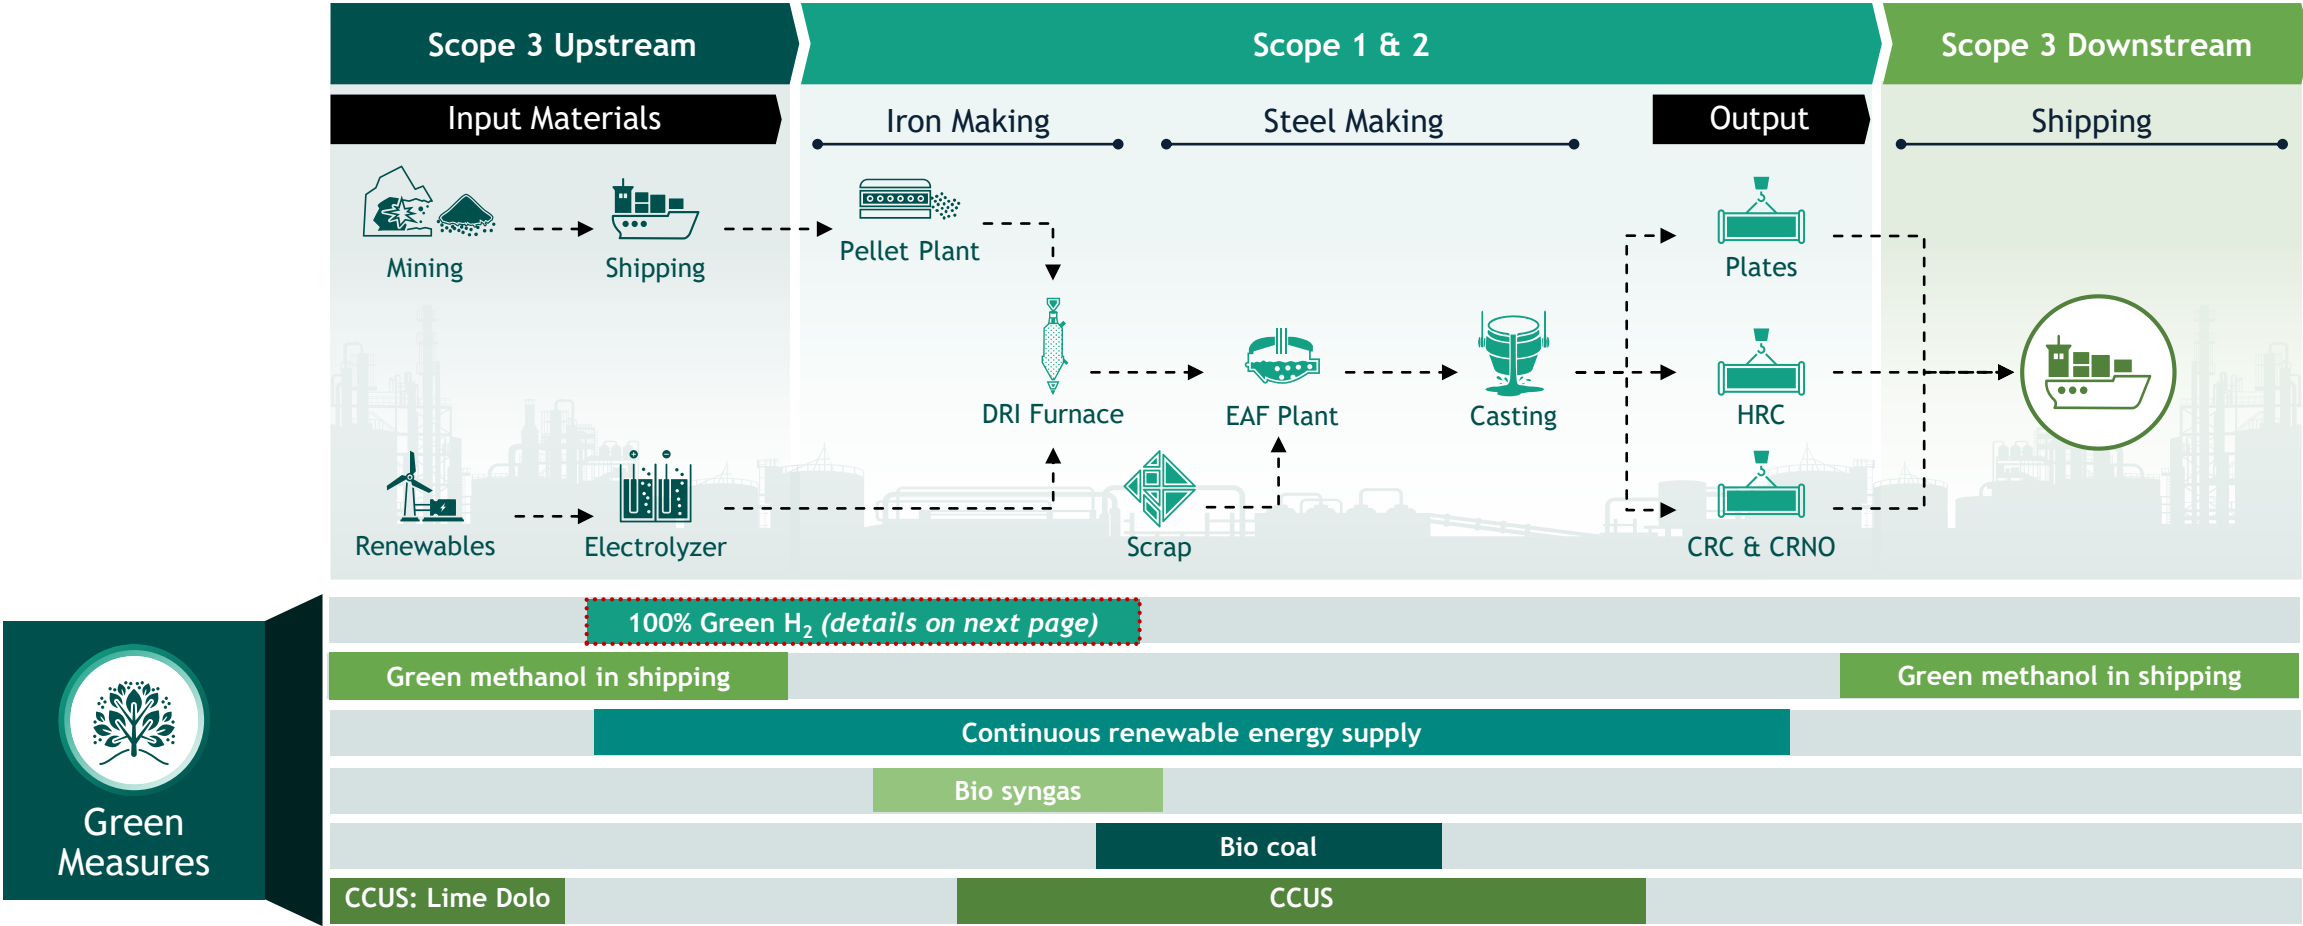 Scope 3 Upstream
Scope 1 & 2
Scope 3 Downstream
Input Materials
Iron Making
Steel Making
Output
Shipping
Mining
Shipping
Pellet Plant
Plates
DRI Furnace
EAF Plant
Casting
HRC
Renewables
Electrolyzer
Scrap
CRC & CRNO
Green
Measures
100% Green H₂ (details on next page)
Green methanol in shipping
Green methanol in shipping
Continuous renewable energy supply
Bio syngas
Bio coal
CCUS: Lime Dolo
CCUS